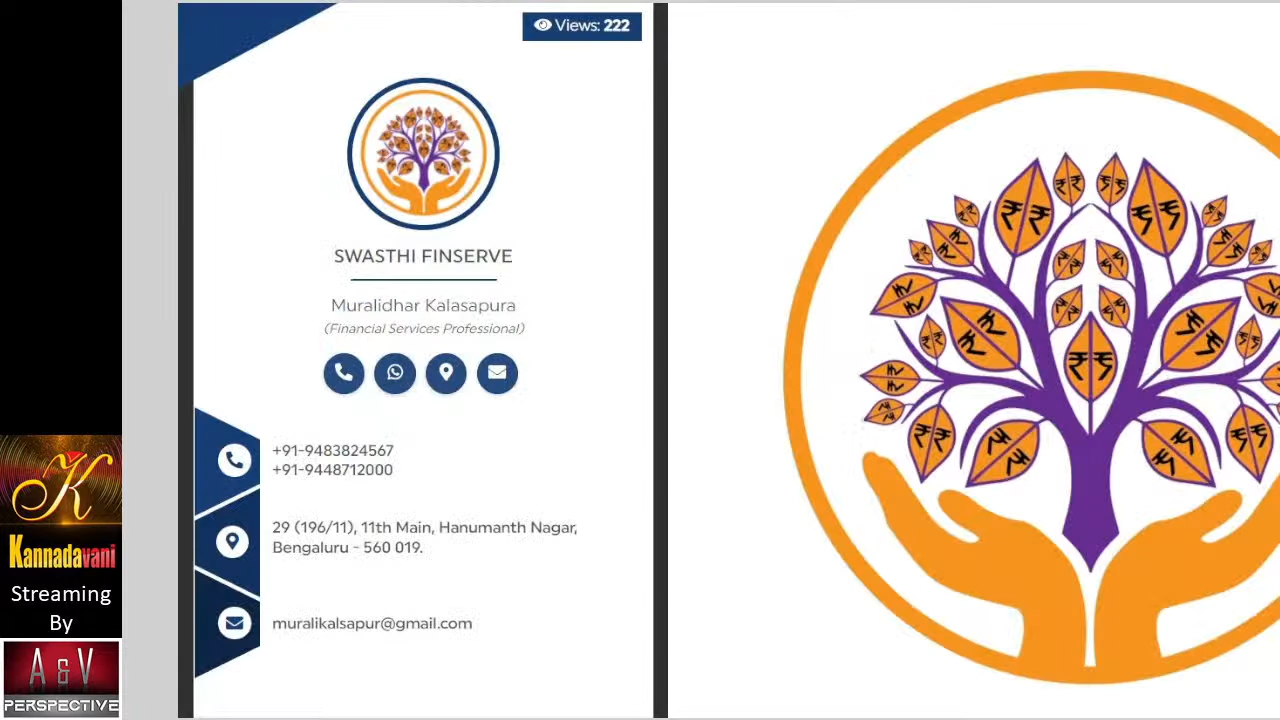 Views: 222
SWASTHI FINSERVE
Muralidhar Kalasapura
(Financial Services Professional)
+91-9483824567
+91-9448712000
29 (196/11), 11th Main, Hanumanth Nagar,
Bengaluru - 560 019.
muralikalsapur@gmail.com
K
Kannadavani
Streaming
By
A & V
PERSPECTIVE